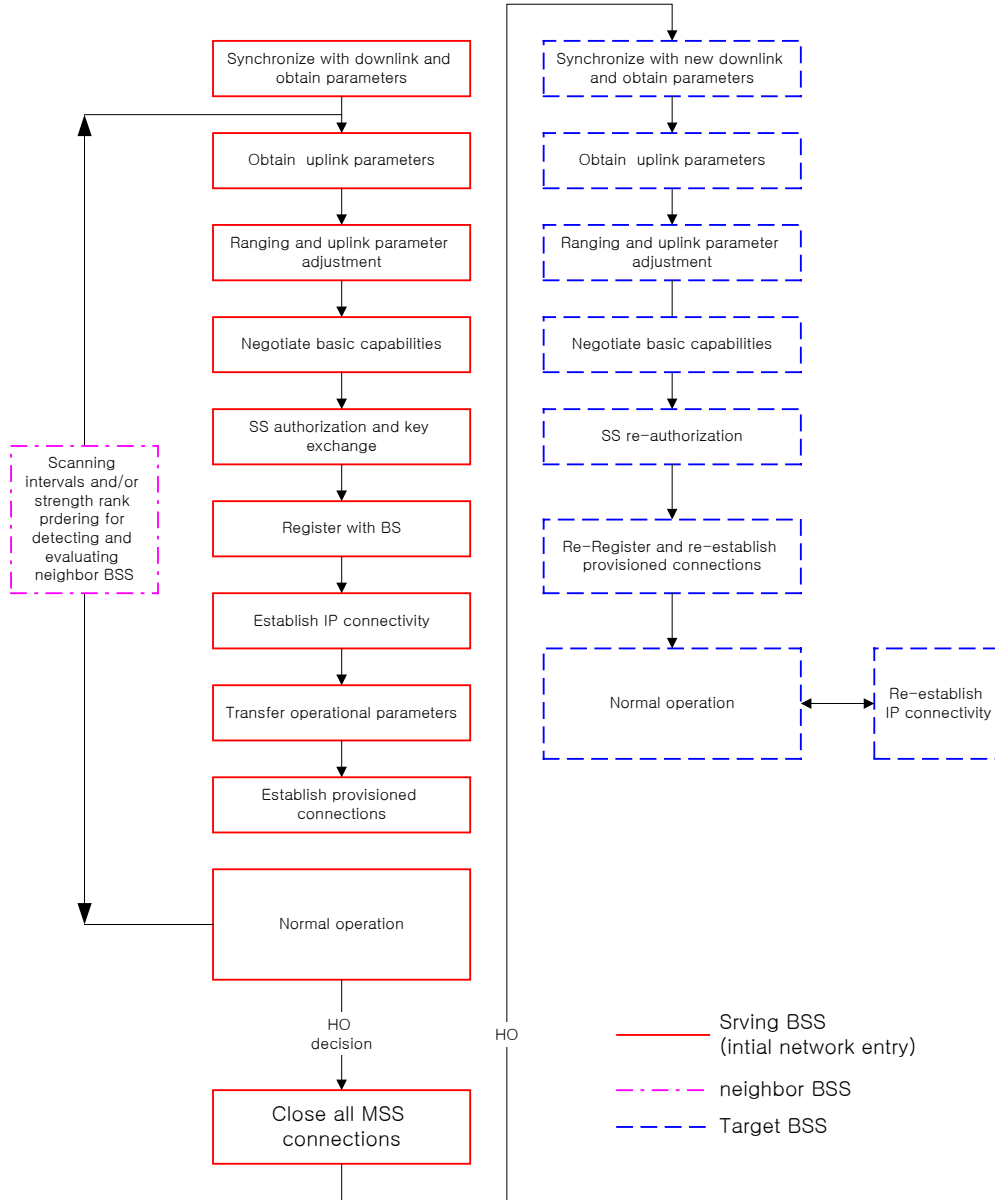 Synchronize with downlink and
obtain parameters
Obtain uplink parameters
Ranging and uplink parameter
adjustment
Negotiate basic capabilities
SS authorization and key
exchange
Register with BS
Establish IP connectivity
Transfer operational parameters
Establish provisioned
connections
Normal operation
HO
decision
Close all MSS
connections
Scanning
intervals and/or
strength rank
prdering for
detecting and
evaluating
neighbor BSS
HO
Synchronize with new downlink
and obtain parameters
Obtain uplink parameters
Ranging and uplink parameter
adjustment
Negotiate basic capabilities
SS re-authorization
Re-Register and re-establish
provisioned connections
Normal operation
Re-establish
IP connectivity
Srving BSS
(intial network entry)
neighbor BSS
Target BSS